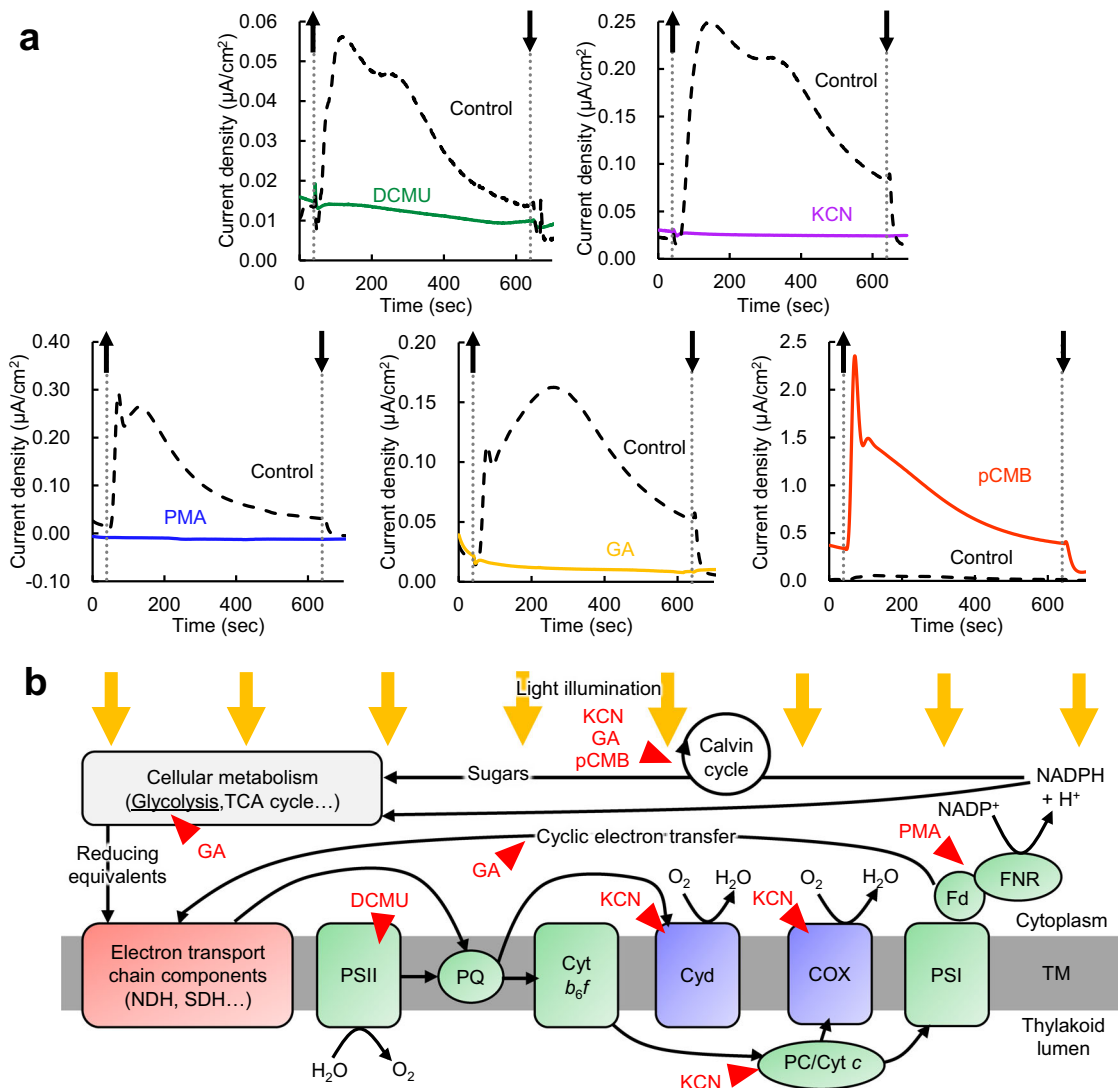 a
0.06
0.05
0.04
0.03
0.02
0.01
0.00
Current density (µA/cm²)
Control
DCMU
0
200
400
600
Time (sec)
0.25
0.20
0.15
0.10
0.05
0.00
Current density (µA/cm²)
Control
KCN
0
200
400
600
Time (sec)
0.40
0.30
0.20
0.10
0.00
-0.10
Current density (µA/cm²)
Control
PMA
0
200
400
600
Time (sec)
0.20
0.15
0.10
0.05
0.00
Current density (µA/cm²)
Control
GA
0
200
400
600
Time (sec)
2.5
2.0
1.5
1.0
0.5
0.0
Current density (µA/cm²)
pCMB
Control
0
200
400
600
Time (sec)
b
Light illumination
KCN
GA
pCMB
Calvin
cycle
Cellular metabolism
(Glycolysis,TCA cycle…)
Sugars
NADPH
+ H⁺
NADP⁺
PMA
GA
Cyclic electron transfer
GA
Reducing
equivalents
FNR
Fd
O₂
H₂O
O₂
H₂O
DCMU
KCN
KCN
Cytoplasm
Electron transport
chain components
(NDH, SDH…)
PSII
PQ
Cyt
b₆f
Cyd
COX
PSI
TM
Thylakoid
lumen
H₂O
O₂
PC/Cyt c
KCN